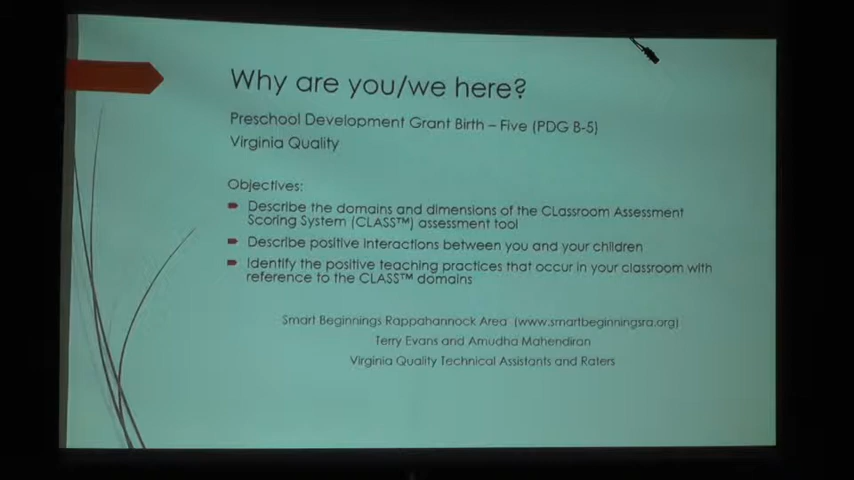 Why are you/we here?
Preschool Development Grant Birth – Five (PDG B-5)
Virginia Quality
Objectives:
Describe the domains and dimensions of the CLassroom Assessment
Scoring System (CLASS™) assessment tool
Describe positive interactions between you and your children
Identify the positive teaching practices that occur in your classroom with
reference to the CLASS™ domains
Smart Beginnings Rappahannock Area (www.smartbeginningsra.org)
Terry Evans and Amudha Mahendiran
Virginia Quality Technical Assistants and Raters